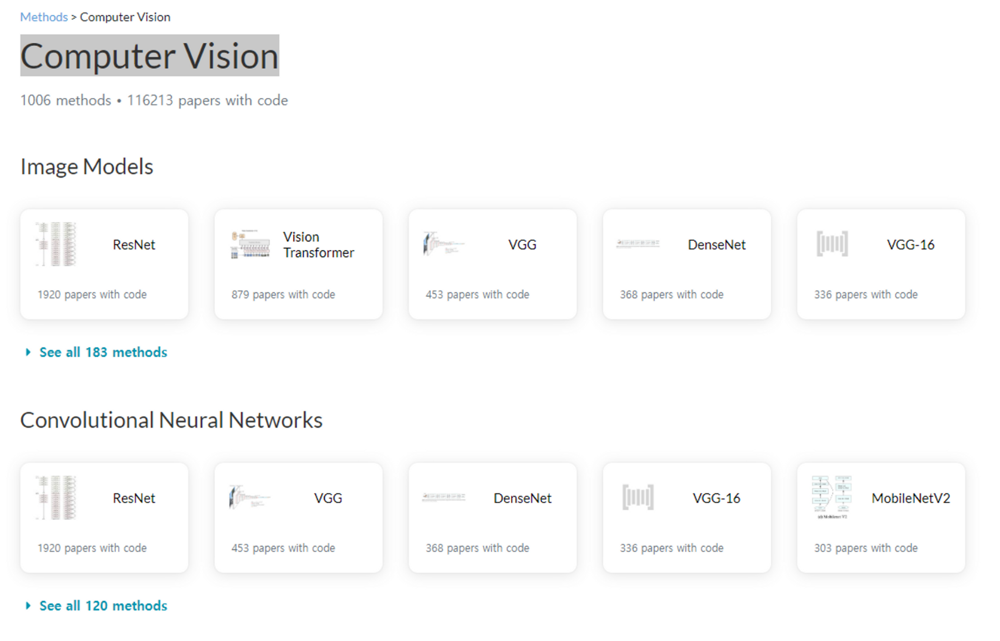 Methods > Computer Vision
Computer Vision
1006 methods • 116213 papers with code
Image Models
ResNet
1920 papers with code
Vision
Transformer
879 papers with code
VGG
453 papers with code
DenseNet
368 papers with code
VGG-16
336 papers with code
See all 183 methods
Convolutional Neural Networks
ResNet
1920 papers with code
VGG
453 papers with code
DenseNet
368 papers with code
VGG-16
336 papers with code
MobileNetV2
303 papers with code
See all 120 methods